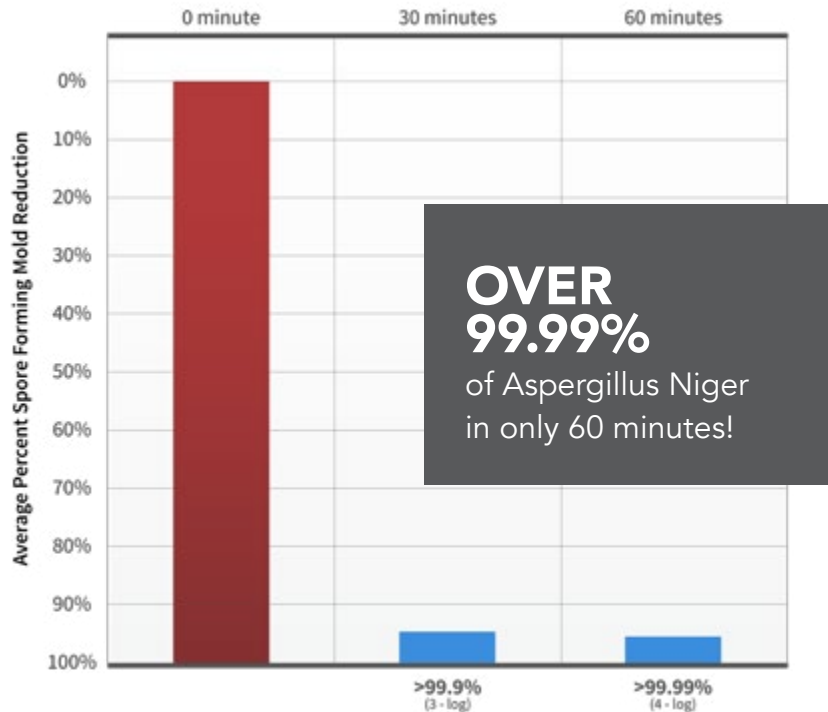 0 minute 30 minutes 60 minutes
Average Percent Spore Forming Mold Reduction
0%
10%
20%
30%
40%
50%
60%
70%
80%
90%
100%
OVER
99.99%
of Aspergillus Niger
in only 60 minutes!
>99.9% >99.99%
(3 - log) (4 - log)